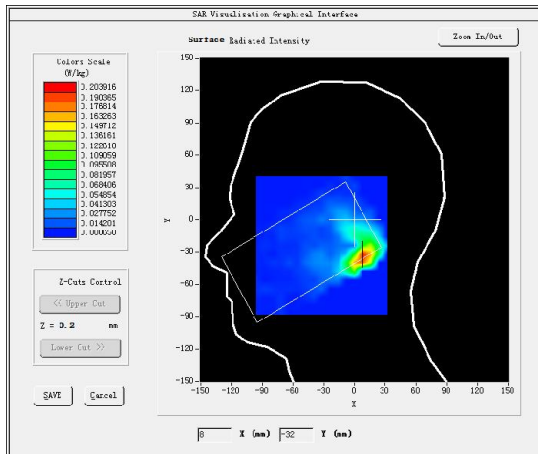 SAR Visualisation Graphical Interface
Surface Radiated Intensity
Zoom In/Out
Colors Scale
(W/kg)
0.203916
0.190365
0.176814
0.163263
0.149712
0.136161
0.122610
0.109059
0.095508
0.081957
0.068406
0.054854
0.041303
0.027752
0.014201
0.000650
Z-Cuts Control
<< Upper Cut
Z = 0.2 mm
Lower Cut >>
SAVE Cancel
150
120
90
60
30
0
-30
-60
-90
-120
-150
Y
-150 -120 -90 -60 -30 0 30 60 90 120 150
X
8 X (mm) -32 Y (mm)